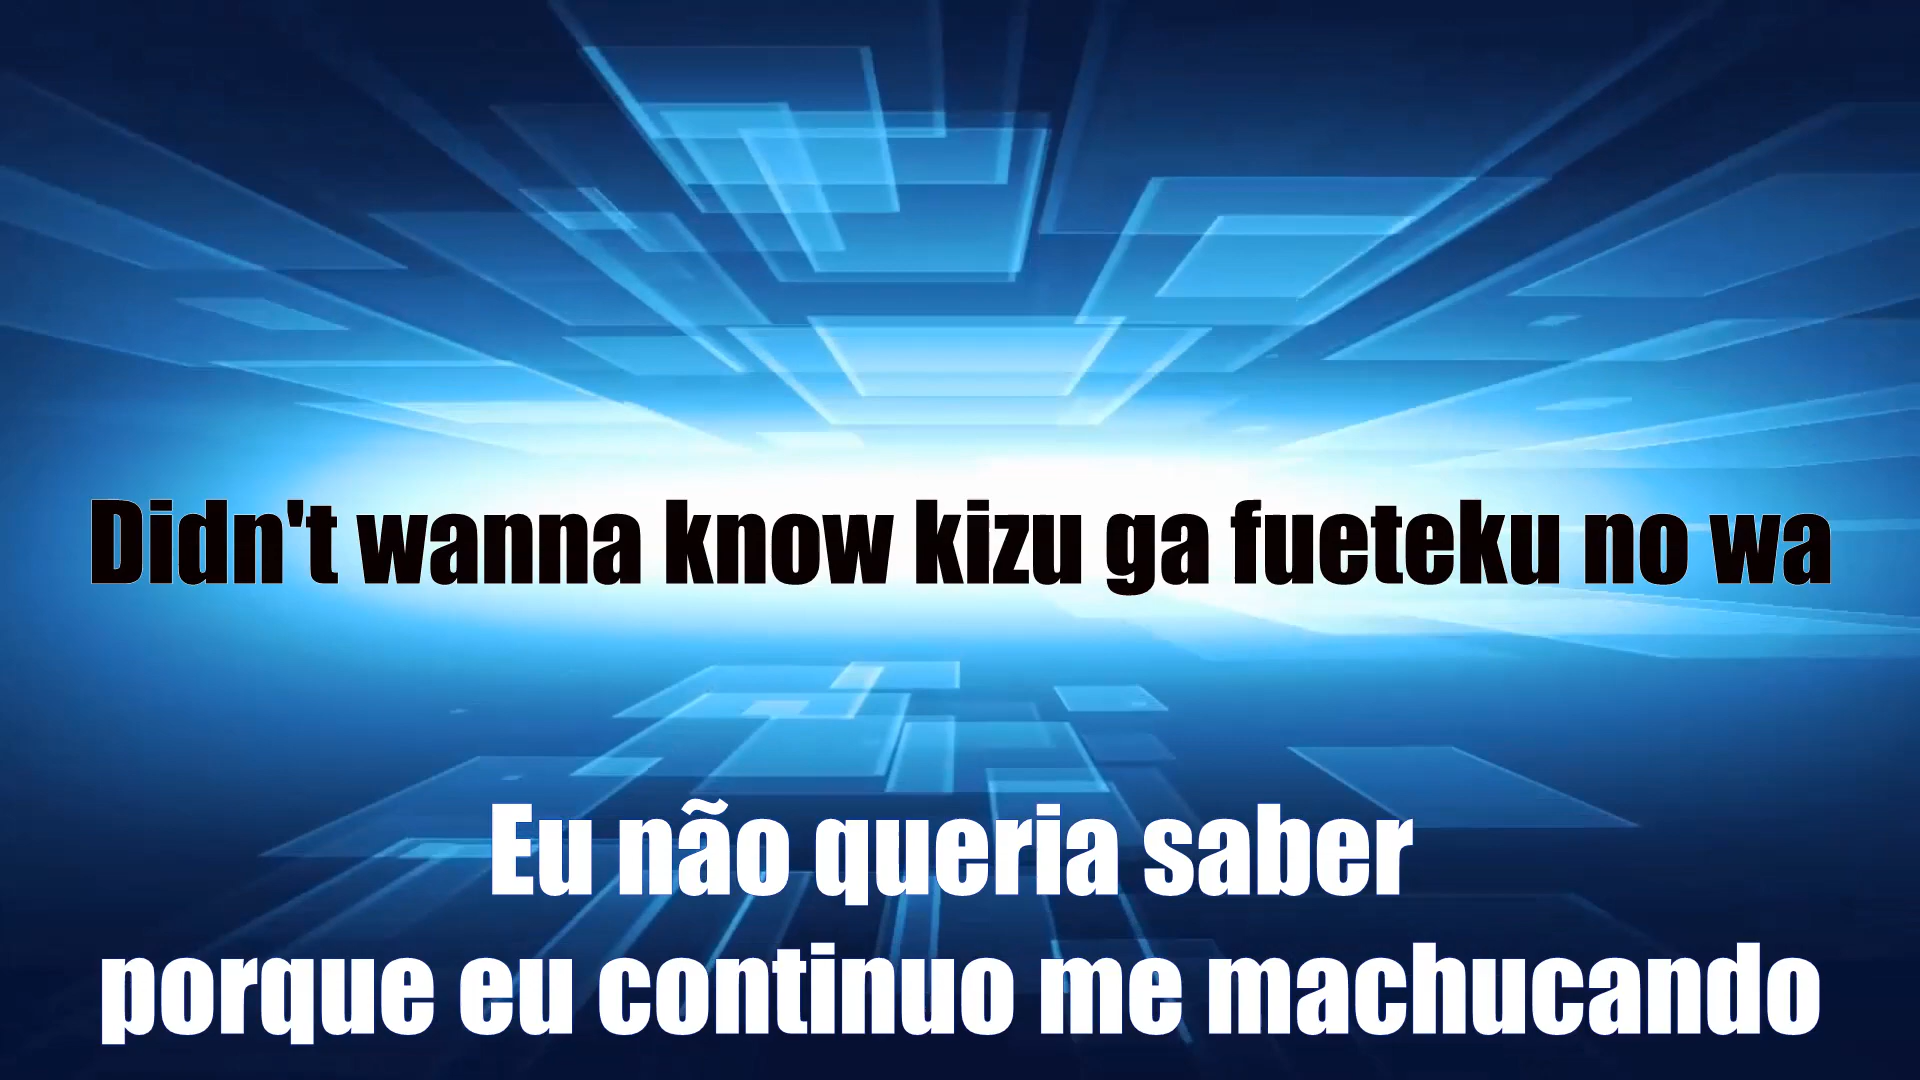 Didn't wanna know kizu ga fueteku no wa
Eu não queria saber
porque eu continuo me machucando